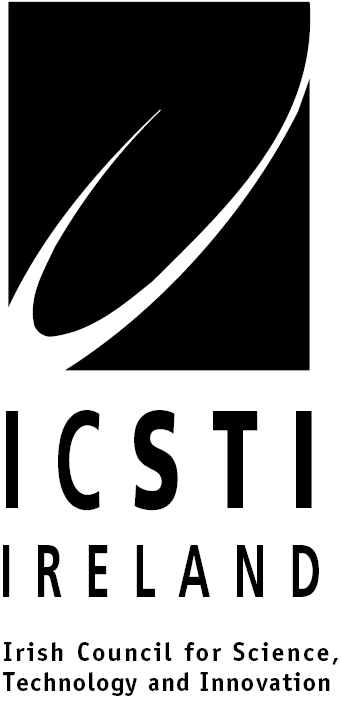 ICSTI
IRELAND
Irish Council for Science,
Technology and Innovation